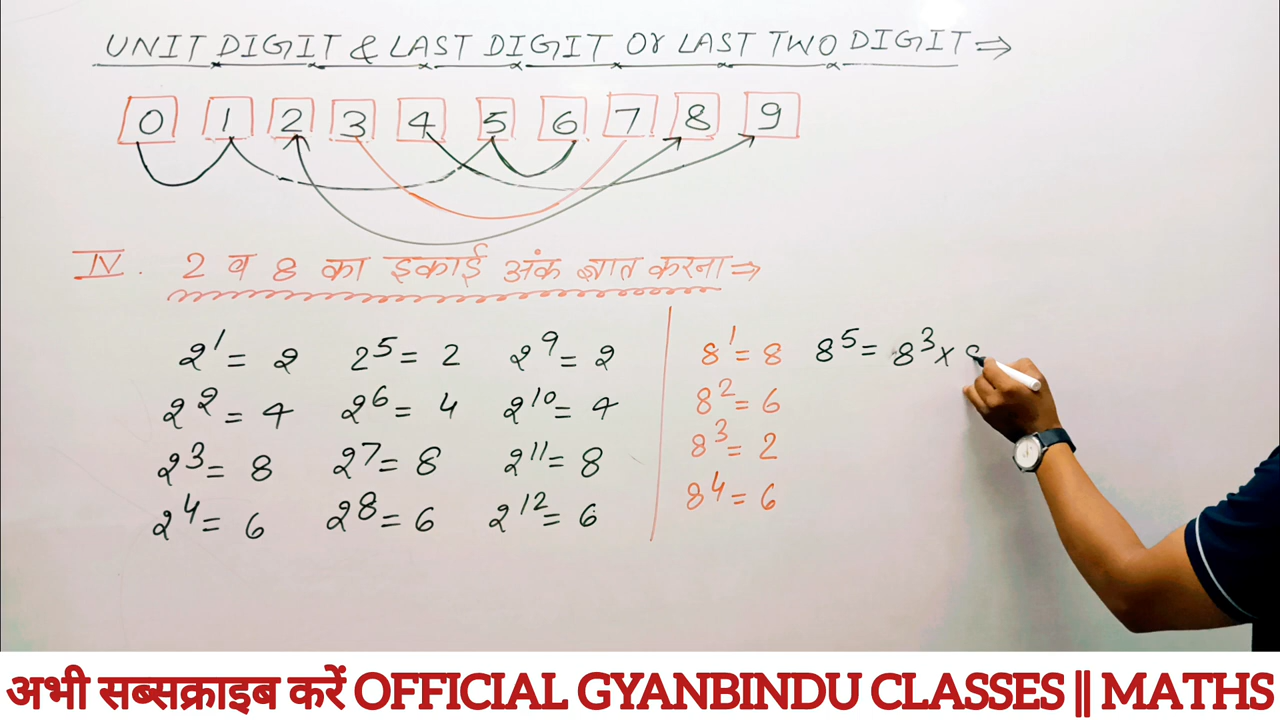 UNIT DIGIT & LAST DIGIT Or LAST TWO DIGIT ⇒
0 1 2 3 4 5 6 7 8 9
IV. 2 व 8 का इकाई अंक ज्ञात करना ⇒
2¹ = 2 2⁵ = 2 2⁹ = 2 8¹ = 8 8⁵ = 8³ × 8
2² = 4 2⁶ = 4 2¹⁰ = 4 8² = 6
2³ = 8 2⁷ = 8 2¹¹ = 8 8³ = 2
2⁴ = 6 2⁸ = 6 2¹² = 6 8⁴ = 6
अभी सब्सक्राइब करें OFFICIAL GYANBINDU CLASSES || MATHS